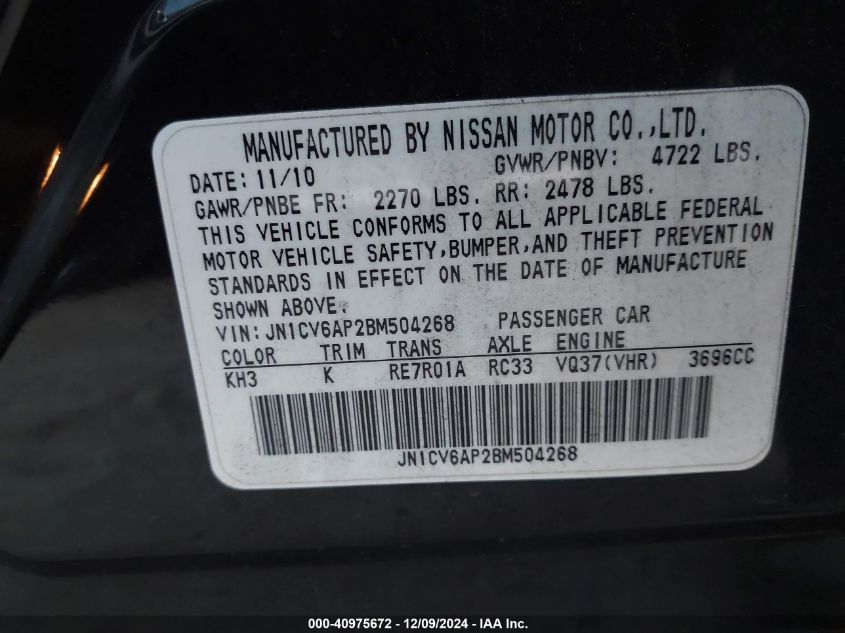 MANUFACTURED BY NISSAN MOTOR CO.,LTD.
DATE: 11/10 GVWR/PNBV: 4722 LBS.
GAWR/PNBE FR: 2270 LBS. RR: 2478 LBS.
THIS VEHICLE CONFORMS TO ALL APPLICABLE FEDERAL
MOTOR VEHICLE SAFETY,BUMPER,AND THEFT PREVENTION
STANDARDS IN EFFECT ON THE DATE OF MANUFACTURE
SHOWN ABOVE.
VIN:JN1CV6AP2BM504268 PASSENGER CAR
COLOR TRIM TRANS AXLE ENGINE
KH3 K RE7R01A RC33 VQ37(VHR) 3696CC
JN1CV6AP2BM504268
000-40975672 - 12/09/2024 - IAA Inc.